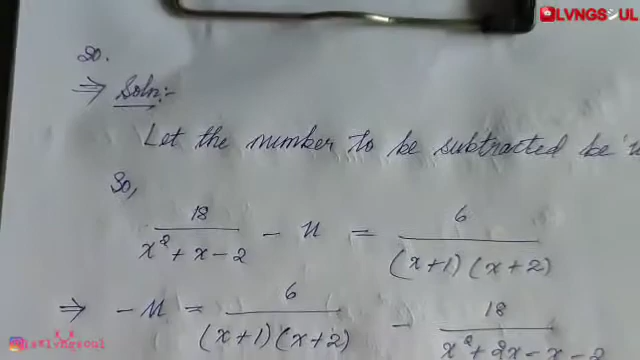 LVNGSOUL
20.
⇒ Soln:-
Let the number to be subtracted be
So,
18/(x²+x-2) - u = 6/((x+1)(x+2))
⇒ -u = 6/((x+1)(x+2)) - 18/(x²+2x-x-2)